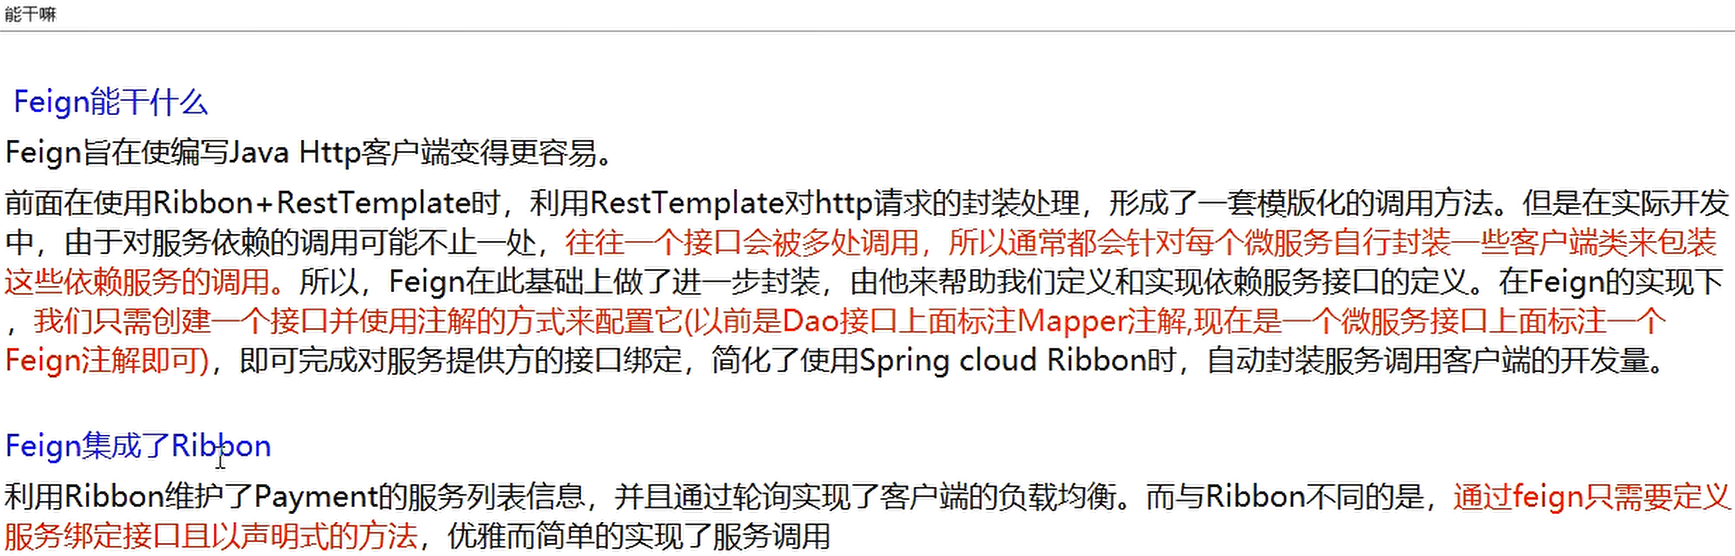 能干嘛
Feign能干什么
Feign旨在使编写Java Http客户端变得更容易。
前面在使用Ribbon+RestTemplate时，利用RestTemplate对http请求的封装处理，形成了一套模版化的调用方法。但是在实际开发
中，由于对服务依赖的调用可能不止一处，往往一个接口会被多处调用，所以通常都会针对每个微服务自行封装一些客户端类来包装
这些依赖服务的调用。所以，Feign在此基础上做了进一步封装，由他来帮助我们定义和实现依赖服务接口的定义。在Feign的实现下
，我们只需创建一个接口并使用注解的方式来配置它(以前是Dao接口上面标注Mapper注解,现在是一个微服务接口上面标注一个
Feign注解即可)，即可完成对服务提供方的接口绑定，简化了使用Spring cloud Ribbon时，自动封装服务调用客户端的开发量。
Feign集成了Ribbon
利用Ribbon维护了Payment的服务列表信息，并且通过轮询实现了客户端的负载均衡。而与Ribbon不同的是，通过feign只需要定义
服务绑定接口且以声明式的方法，优雅而简单的实现了服务调用